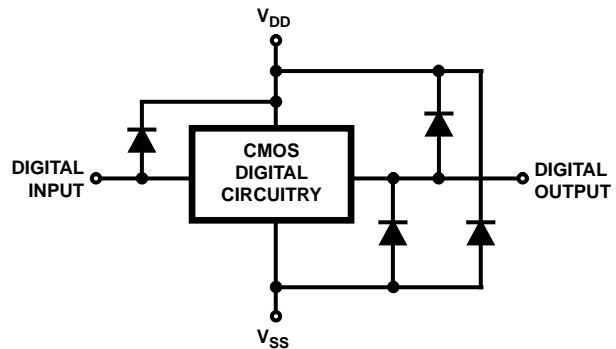 VDD
CMOS
DIGITAL
CIRCUITRY
DIGITAL
INPUT
DIGITAL
OUTPUT
VSS